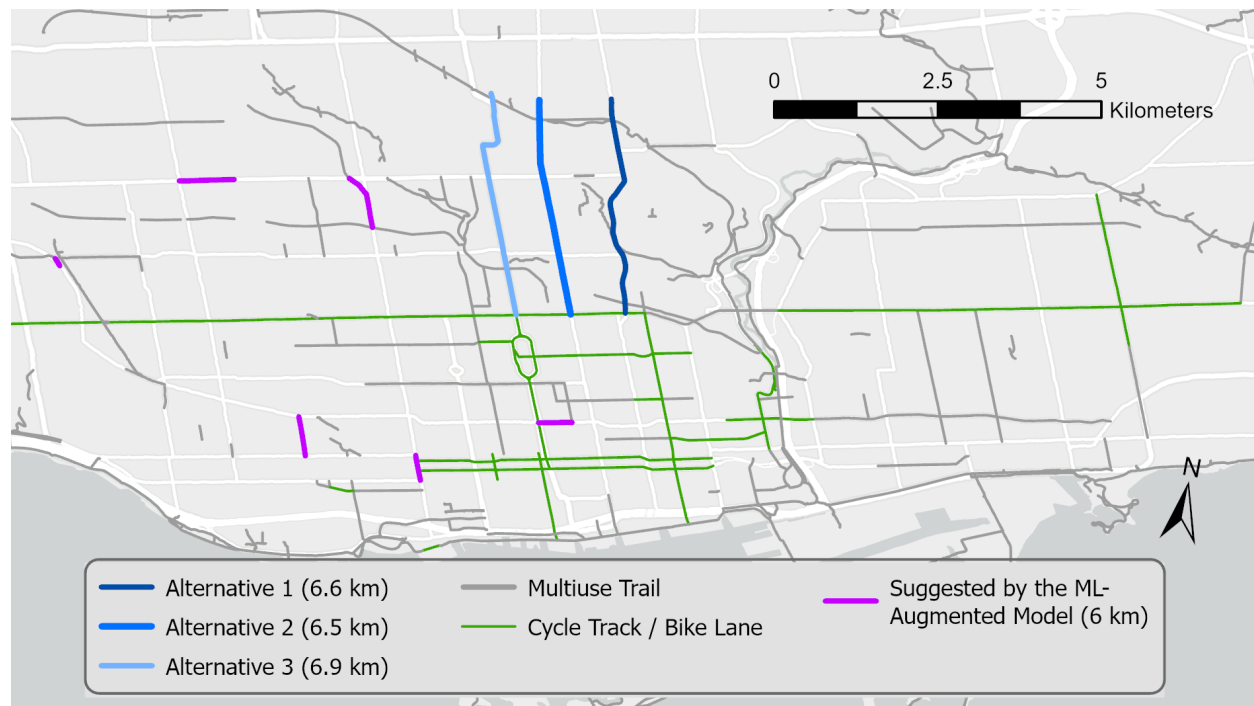 0 2.5 5
Kilometers
N
Alternative 1 (6.6 km)
Alternative 2 (6.5 km)
Alternative 3 (6.9 km)
Multiuse Trail
Cycle Track / Bike Lane
Suggested by the ML-
Augmented Model (6 km)